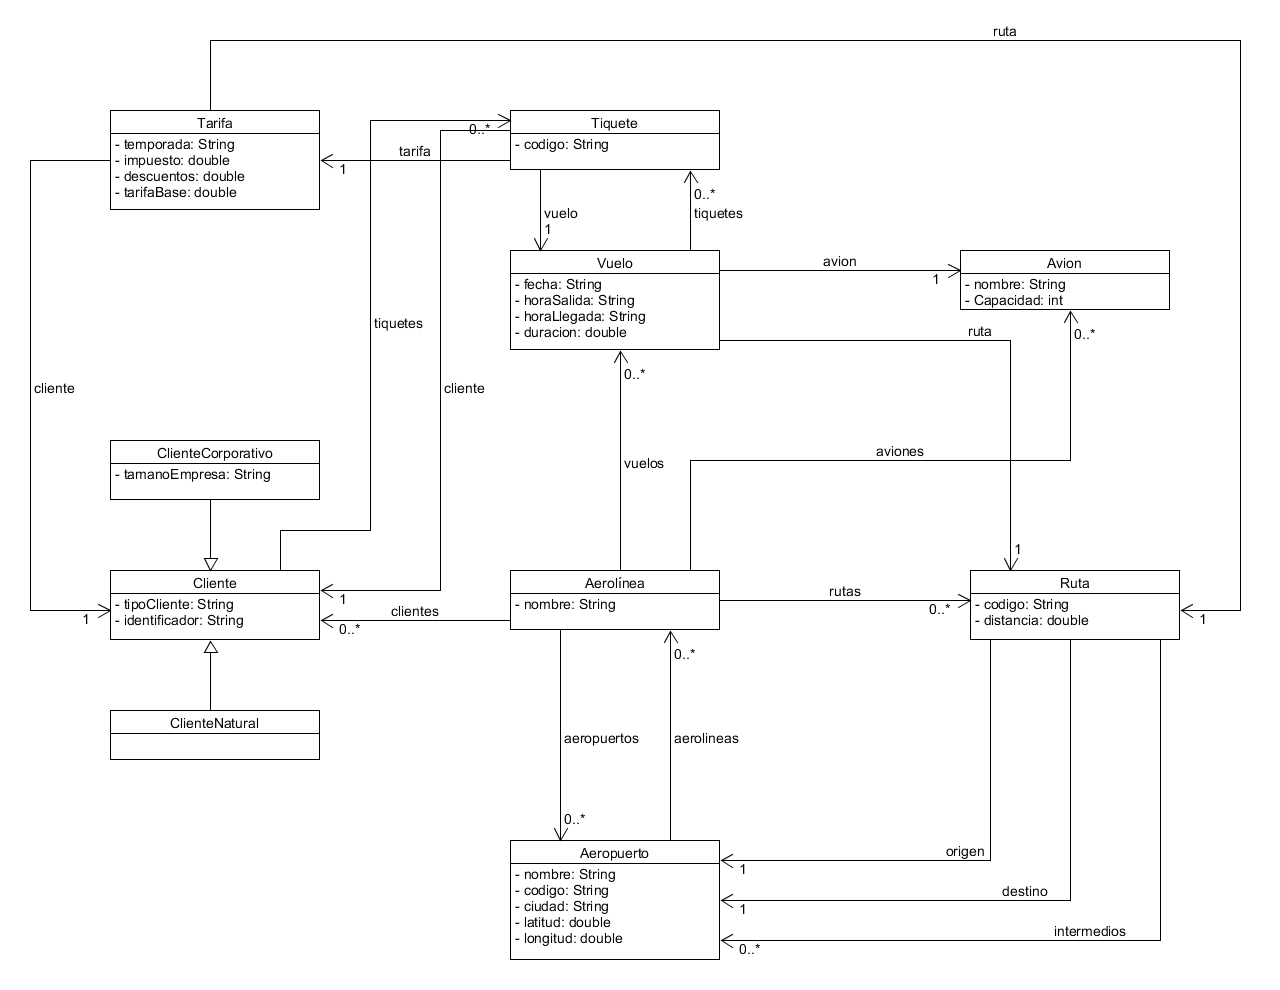 ruta
Tarifa
- temporada: String
- impuesto: double
- descuentos: double
- tarifaBase: double
Tiquete
- codigo: String
0..*
tarifa
1
vuelo
1
0..*
tiquetes
Vuelo
- fecha: String
- horaSalida: String
- horaLlegada: String
- duracion: double
avion
1
Avion
- nombre: String
- Capacidad: int
ruta
0..*
tiquetes
0..*
cliente
cliente
ClienteCorporativo
- tamanoEmpresa: String
vuelos
aviones
1
Cliente
- tipoCliente: String
- identificador: String
1
1
clientes
0..*
Aerolínea
- nombre: String
rutas
0..*
Ruta
- codigo: String
- distancia: double
1
0..*
ClienteNatural
aeropuertos
aerolineas
0..*
Aeropuerto
- nombre: String
- codigo: String
- ciudad: String
- latitud: double
- longitud: double
origen
1
destino
1
intermedios
0..*